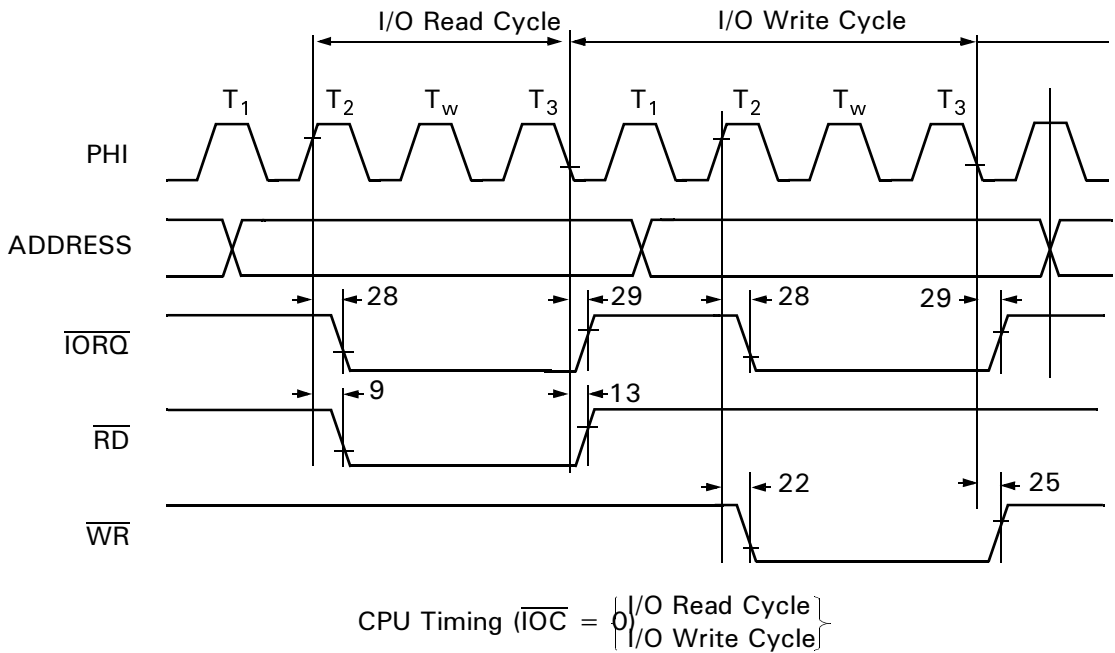 I/O Read Cycle I/O Write Cycle
T1 T2 Tw T3 T1 T2 Tw T3
PHI
ADDRESS
28 29 28 29
IORQ
9 13
RD
22 25
WR
CPU Timing (IOC = 0)
I/O Read Cycle
I/O Write Cycle